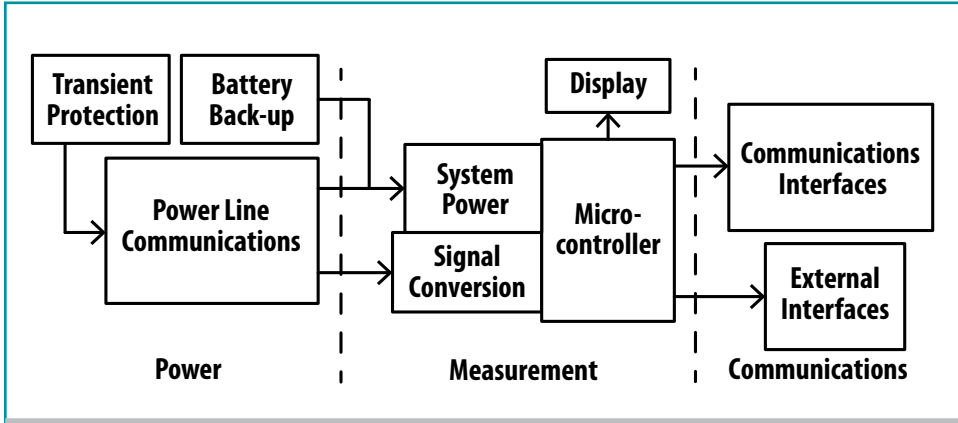 Transient
Protection
Battery
Back-up
Display
Power Line
Communications
System
Power
Signal
Conversion
Micro-
controller
Communications
Interfaces
External
Interfaces
Power
Measurement
Communications